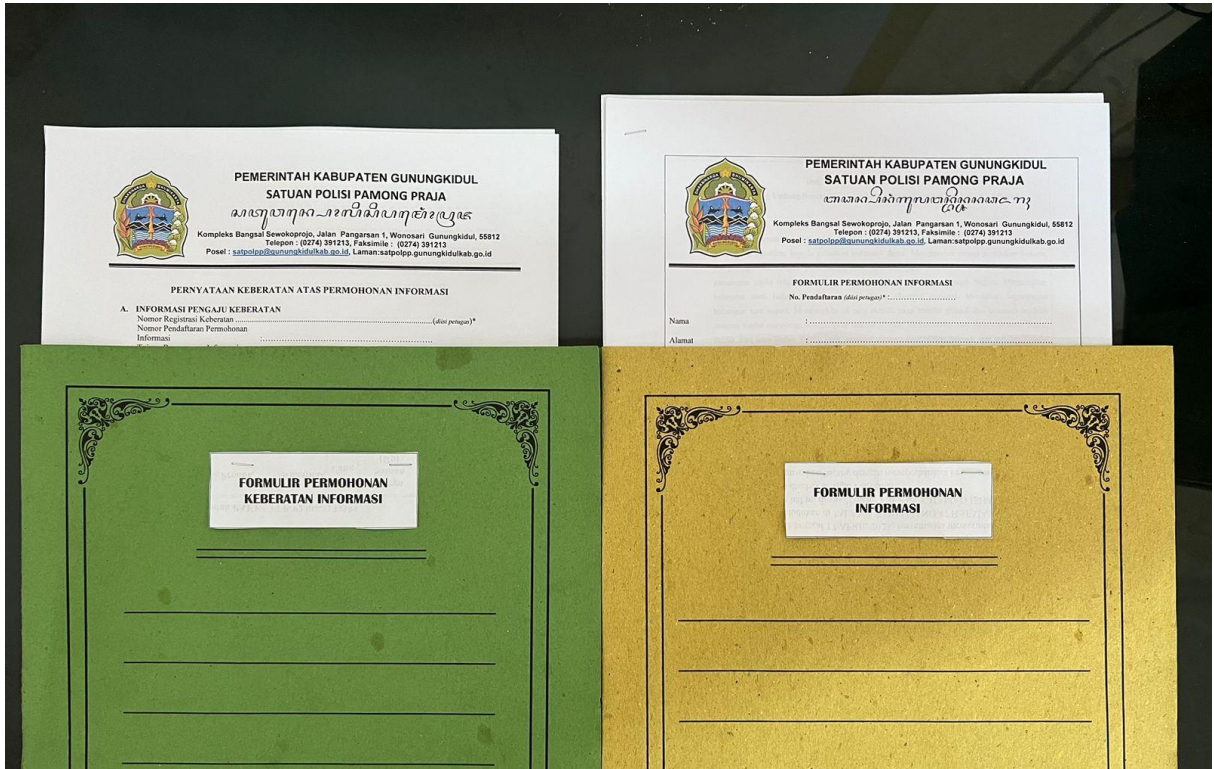 PEMERINTAH KABUPATEN GUNUNGKIDUL
SATUAN POLISI PAMONG PRAJA
Kompleks Bangsal Sewokoprojo, Jalan Pangarsan 1, Wonosari Gunungkidul, 55812
Telepon : (0274) 391213, Faksimile : (0274) 391213
Posel : satpolpp@gunungkidulkab.go.id, Laman:satpolpp.gunungkidulkab.go.id
PERNYATAAN KEBERATAN ATAS PERMOHONAN INFORMASI
A. INFORMASI PENGAJU KEBERATAN
Nomor Registrasi Keberatan ...............................................................(diisi petugas)*
Nomor Pendaftaran Permohonan
Informasi :.......................................................
FORMULIR PERMOHONAN
KEBERATAN INFORMASI
PEMERINTAH KABUPATEN GUNUNGKIDUL
SATUAN POLISI PAMONG PRAJA
Kompleks Bangsal Sewokoprojo, Jalan Pangarsan 1, Wonosari Gunungkidul, 55812
Telepon : (0274) 391213, Faksimile : (0274) 391213
Posel : satpolpp@gunungkidulkab.go.id, Laman:satpolpp.gunungkidulkab.go.id
FORMULIR PERMOHONAN INFORMASI
No. Pendaftaran (diisi petugas)* :......................
Nama : ..............................................................................
Alamat : ..............................................................................
FORMULIR PERMOHONAN
INFORMASI